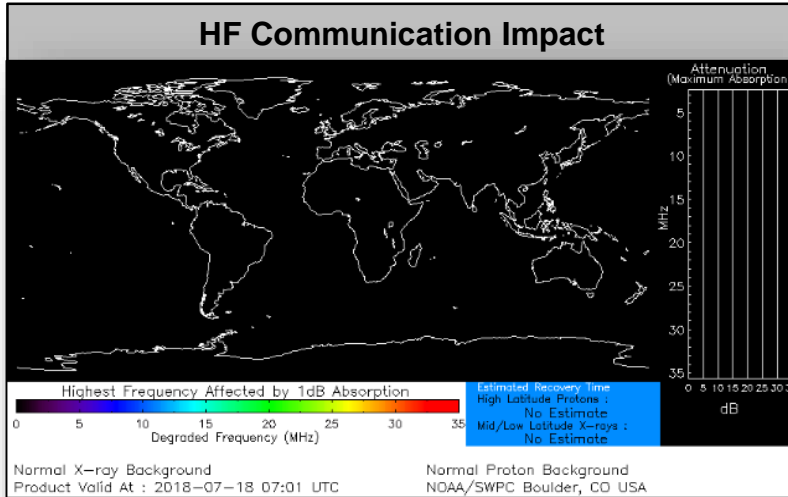 HF Communication Impact
Attenuation
(Maximum Absorption
5
10
15
20
25
30
35
MHz
0 5 10 15 20 25 30 3
dB
Highest Frequency Affected by 1dB Absorption
0 5 10 15 20 25 30 35
Degraded Frequency (MHz)
Estimated Recovery Time
High Latitude Protons :
No Estimate
Mid/Low Latitude X-rays :
No Estimate
Normal X-ray Background
Product Valid At : 2018-07-18 07:01 UTC
Normal Proton Background
NOAA/SWPC Boulder, CO USA